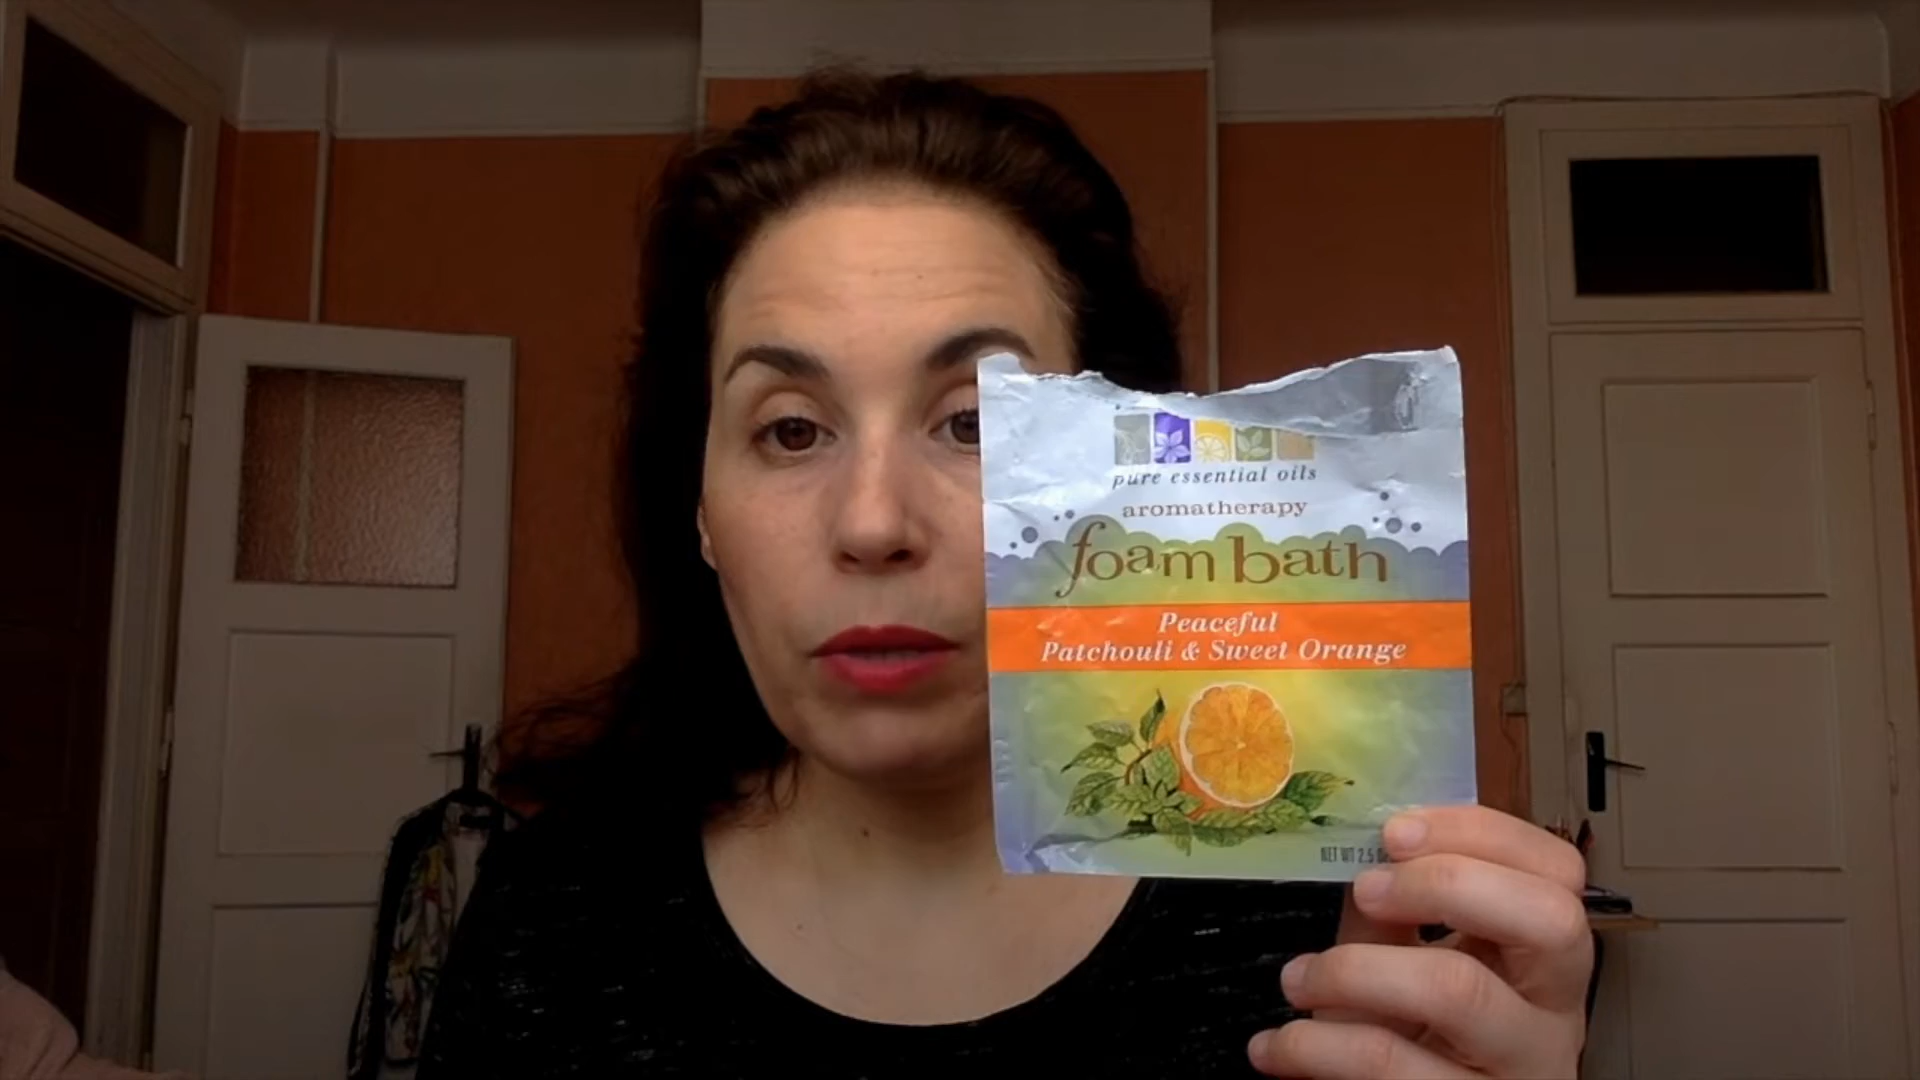 pure essential oils
aromatherapy
foam bath
Peaceful
Patchouli & Sweet Orange
NET WT 2.5